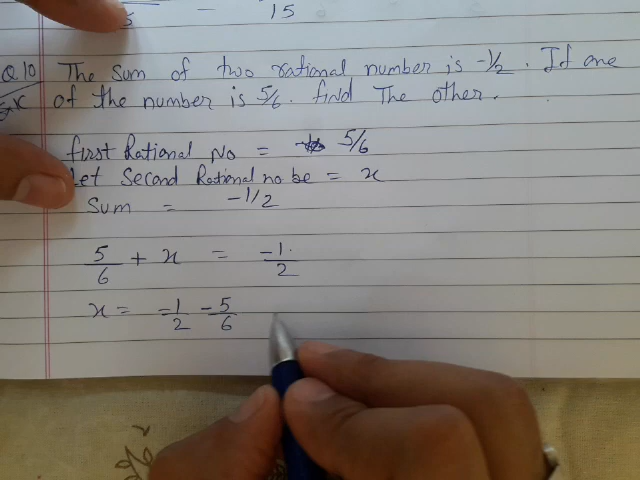 — 15
Q10 The Sum of two rational number is -1/2. If one
of the number is 5/6. find The other.
first Rational No = 5/6
Let Second Rational no be = x
Sum = -1/2
5/6 + x = -1/2
x = -1/2 - 5/6